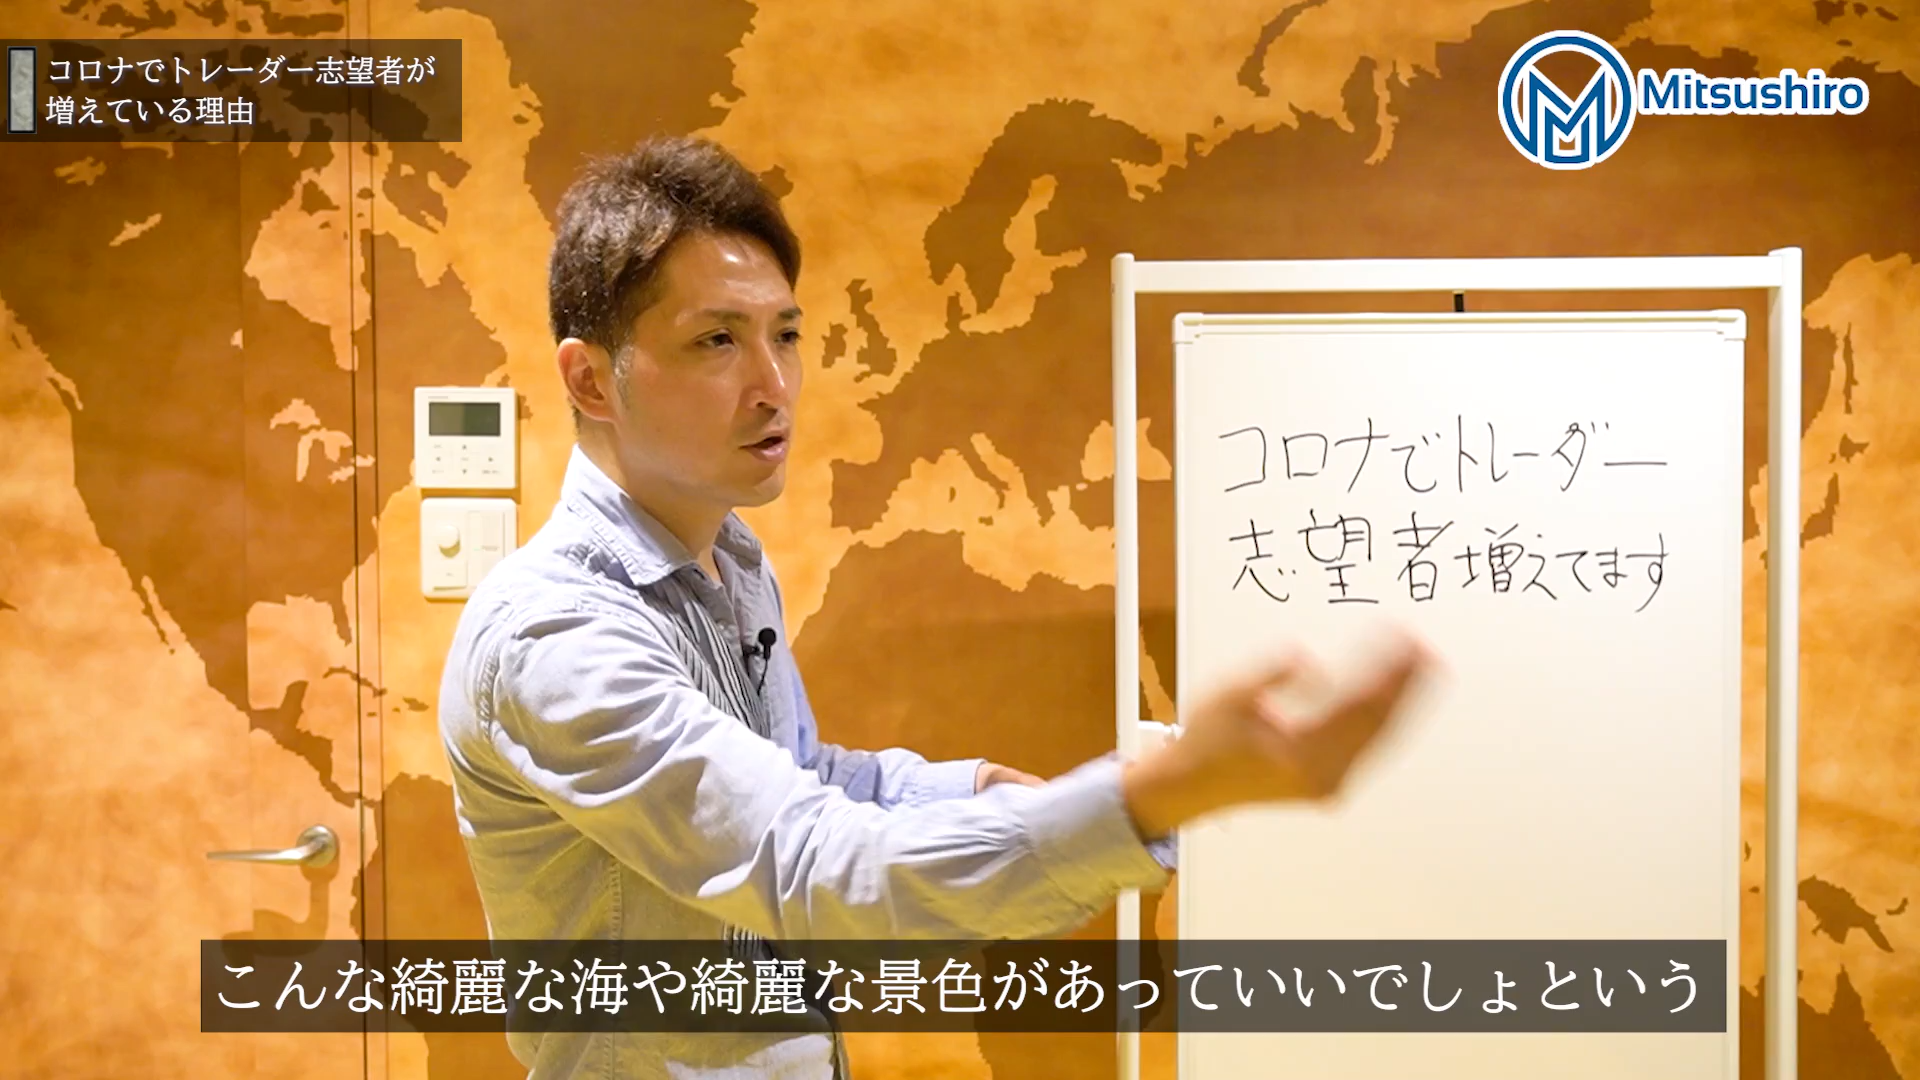 コロナでトレーダー志望者が
増えている理由
Mitsushiro
コロナでトレーダー
志望者増えてます
こんな綺麗な海や綺麗な景色があっていいでしょという